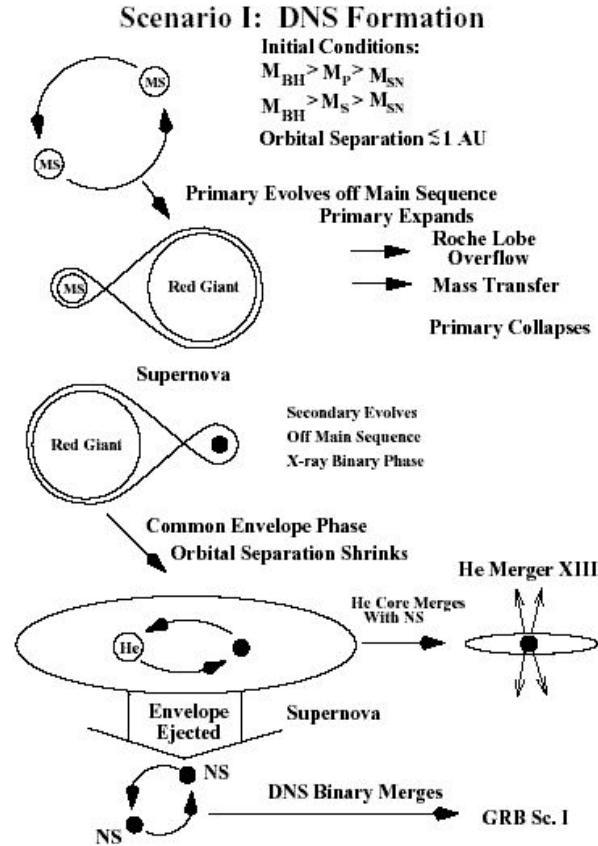 Scenario I: DNS Formation
Initial Conditions:
M_BH > M_P > M_SN
M_BH > M_S > M_SN
Orbital Separation ≲ 1 AU
MS
MS
Primary Evolves off Main Sequence
Primary Expands
Roche Lobe
Overflow
MS
Red Giant
Mass Transfer
Primary Collapses
Supernova
Secondary Evolves
Off Main Sequence
X-ray Binary Phase
Red Giant
Common Envelope Phase
Orbital Separation Shrinks
He Merger XIII
He Core Merges
With NS
He
Envelope
Ejected
Supernova
NS
DNS Binary Merges
GRB Sc. I
NS